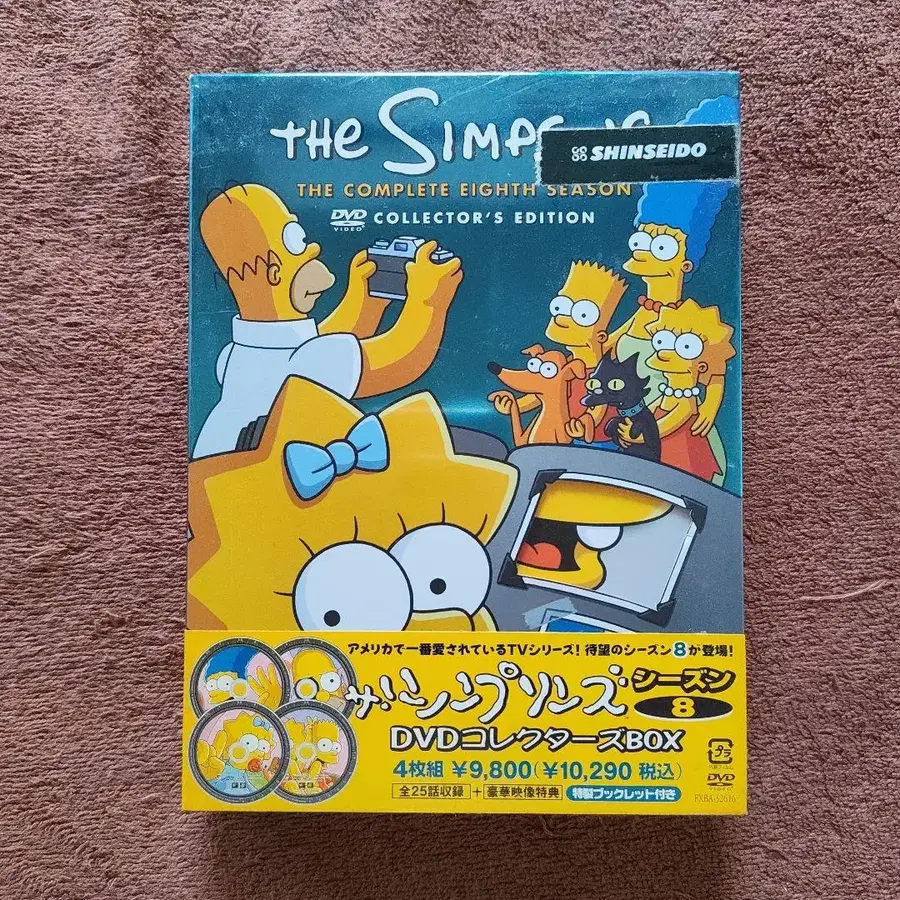 THE SIMPS
SHINSEIDO
THE COMPLETE EIGHTH SEASON
DVD VIDEO COLLECTOR'S EDITION
アメリカで一番愛されているTVシリーズ! 待望のシーズン8が登場!
ザ・シンプソンズ シーズン
8
DVDコレクターズBOX
4枚組 ¥9,800(¥10,290 税込)
全25話収録 + 豪華映像特典 特製ブックレット付き
プラ
DVD
VIDEO
FXBA-32616